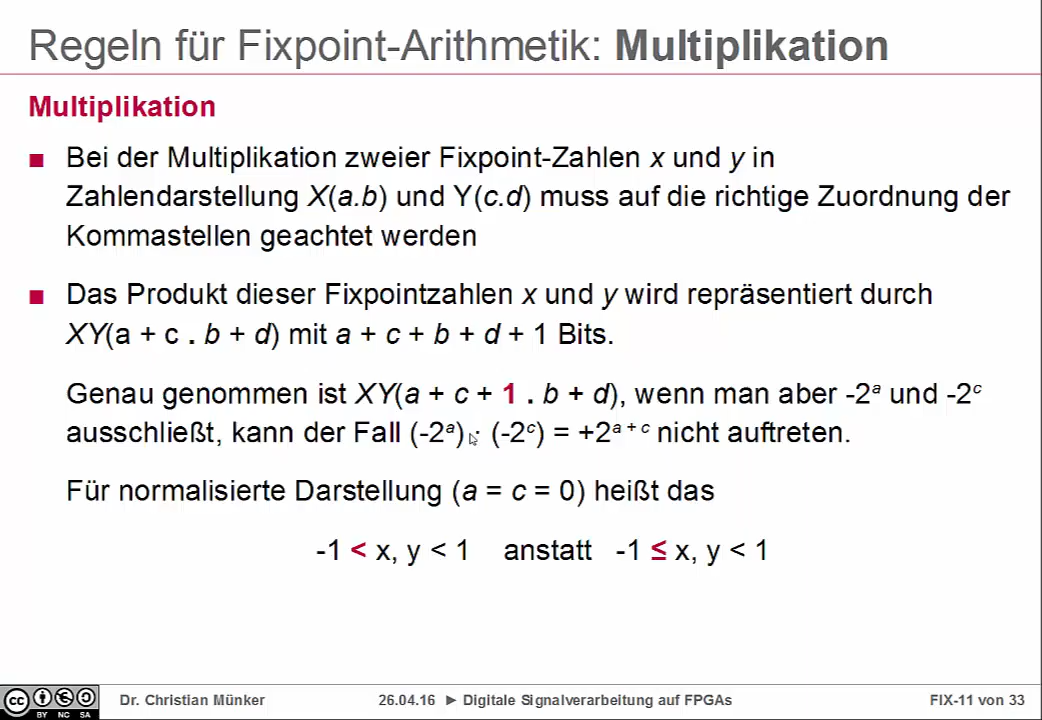 Regeln für Fixpoint-Arithmetik: Multiplikation
Multiplikation
■ Bei der Multiplikation zweier Fixpoint-Zahlen x und y in
Zahlendarstellung X(a.b) und Y(c.d) muss auf die richtige Zuordnung der
Kommastellen geachtet werden
■ Das Produkt dieser Fixpointzahlen x und y wird repräsentiert durch
XY(a + c . b + d) mit a + c + b + d + 1 Bits.
Genau genommen ist XY(a + c + 1 . b + d), wenn man aber -2ᵃ und -2ᶜ
ausschließt, kann der Fall (-2ᵃ) · (-2ᶜ) = +2ᵃ⁺ᶜ nicht auftreten.
Für normalisierte Darstellung (a = c = 0) heißt das
-1 < x, y < 1 anstatt -1 ≤ x, y < 1
cc BY NC SA Dr. Christian Münker 26.04.16 ► Digitale Signalverarbeitung auf FPGAs FIX-11 von 33